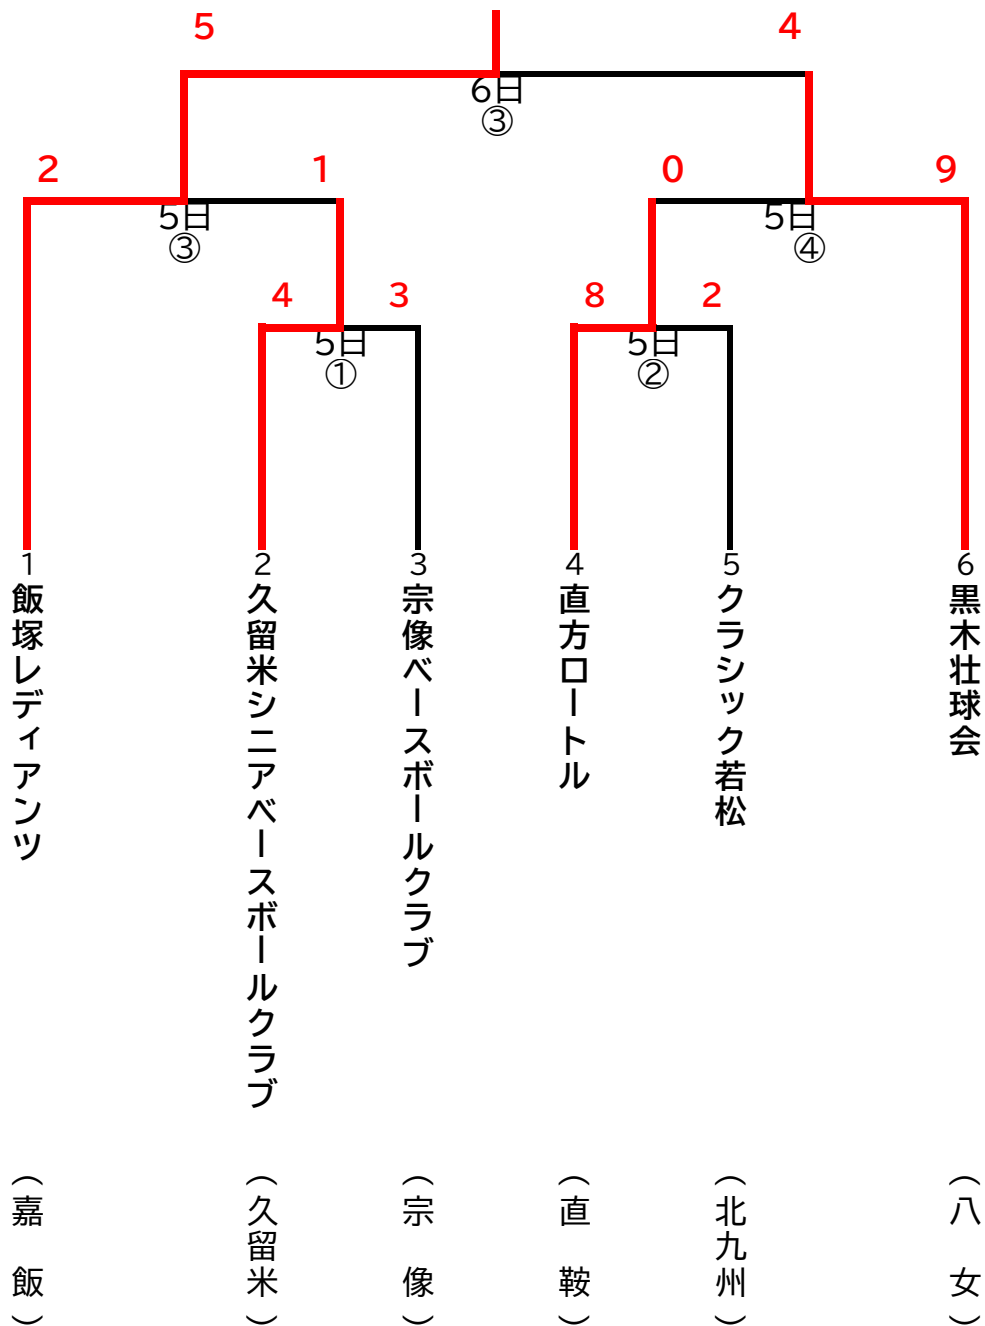 5
4
6日
③
2
1
0
9
5日
③
5日
④
4
3
8
2
5日
①
5日
②
1
飯塚レディアンツ
(嘉 飯)
2
久留米シニアベースボールクラブ
(久留米)
3
宗像ベースボールクラブ
(宗 像)
4
直方ロートル
(直 鞍)
5
クラシック若松
(北九州)
6
黒木壮球会
(八 女)